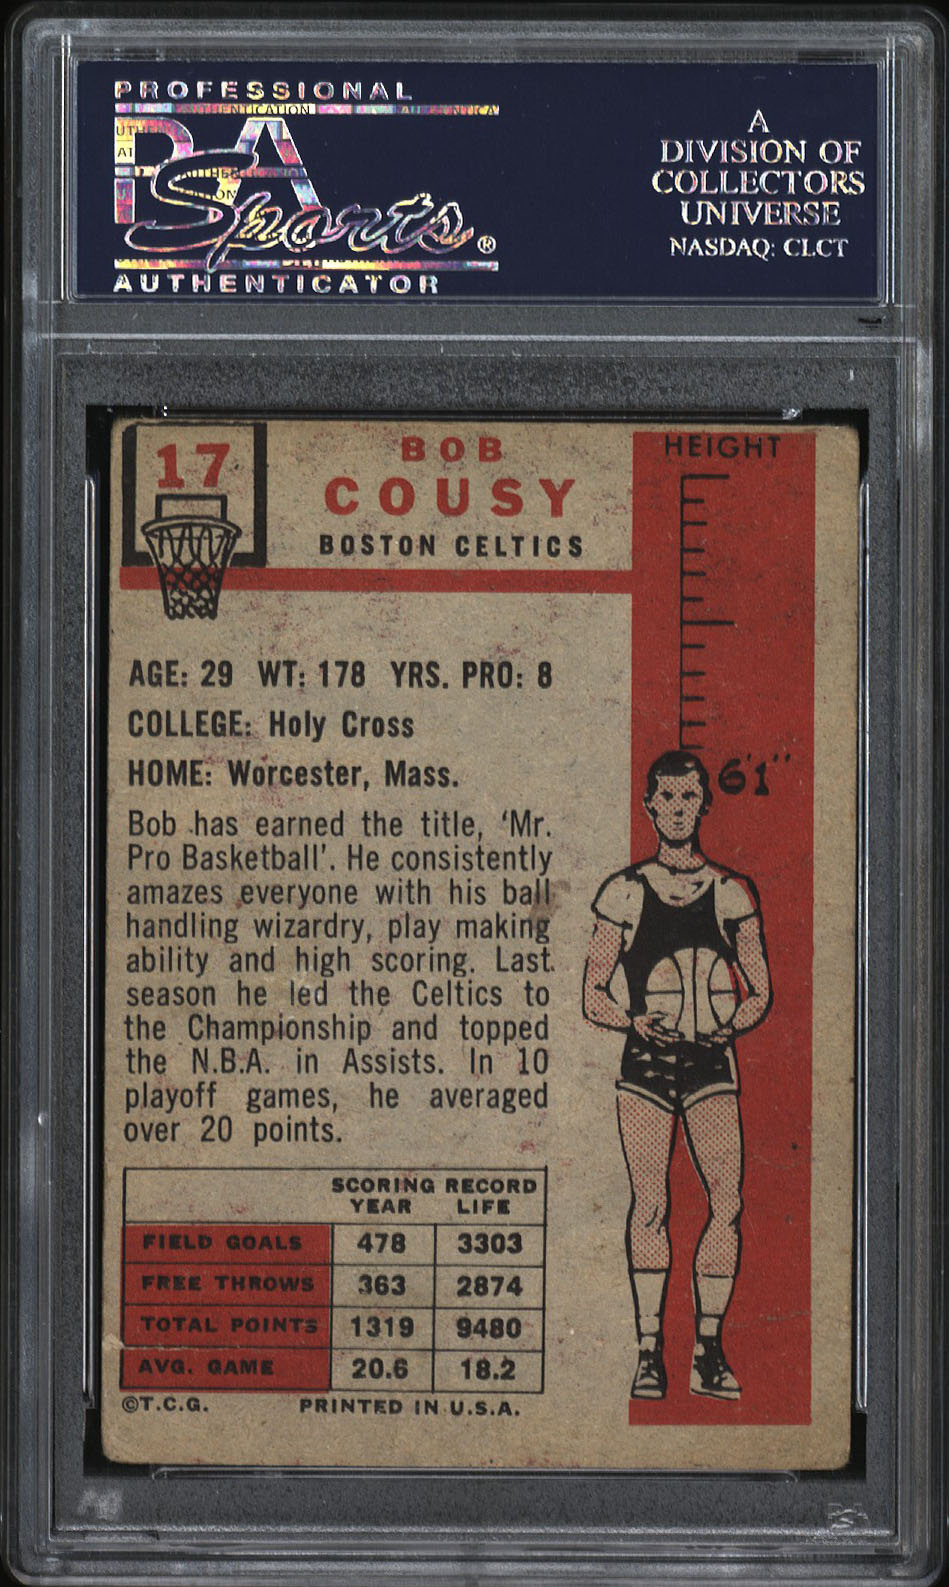 PROFESSIONAL
PSA
Sports®
AUTHENTICATOR
A
DIVISION OF
COLLECTORS
UNIVERSE
NASDAQ: CLCT
17
BOB
COUSY
BOSTON CELTICS
HEIGHT
6'1"
AGE: 29 WT: 178 YRS. PRO: 8
COLLEGE: Holy Cross
HOME: Worcester, Mass.
Bob has earned the title, 'Mr.
Pro Basketball'. He consistently
amazes everyone with his ball
handling wizardry, play making
ability and high scoring. Last
season he led the Celtics to
the Championship and topped
the N.B.A. in Assists. In 10
playoff games, he averaged
over 20 points.
SCORING RECORD
YEAR LIFE
FIELD GOALS 478 3303
FREE THROWS 363 2874
TOTAL POINTS 1319 9480
AVG. GAME 20.6 18.2
©T.C.G. PRINTED IN U.S.A.